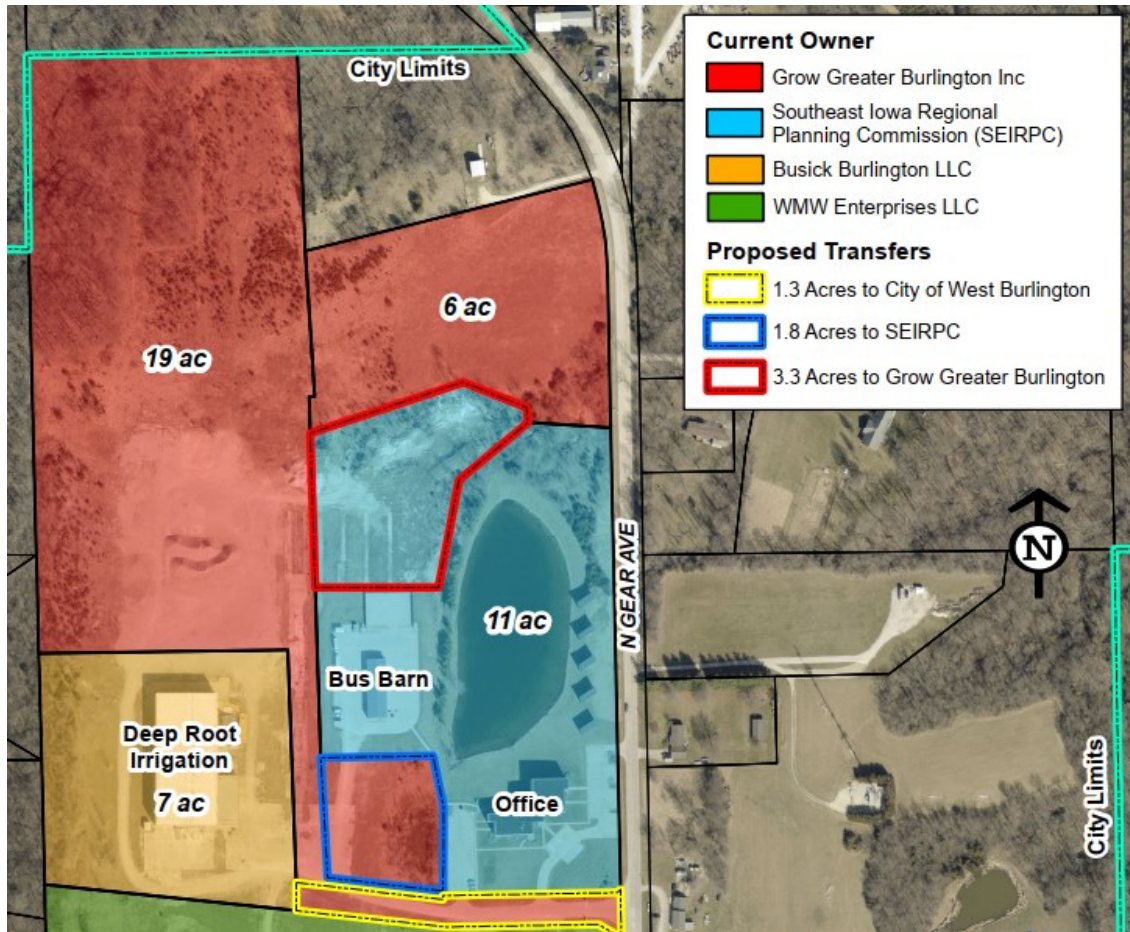 City Limits
Current Owner
Grow Greater Burlington Inc
Southeast Iowa Regional
Planning Commission (SEIRPC)
Busick Burlington LLC
WMW Enterprises LLC
Proposed Transfers
1.3 Acres to City of West Burlington
1.8 Acres to SEIRPC
3.3 Acres to Grow Greater Burlington
6 ac
19 ac
N GEAR AVE
N
11 ac
Bus Barn
Deep Root
Irrigation
7 ac
Office
City Limits